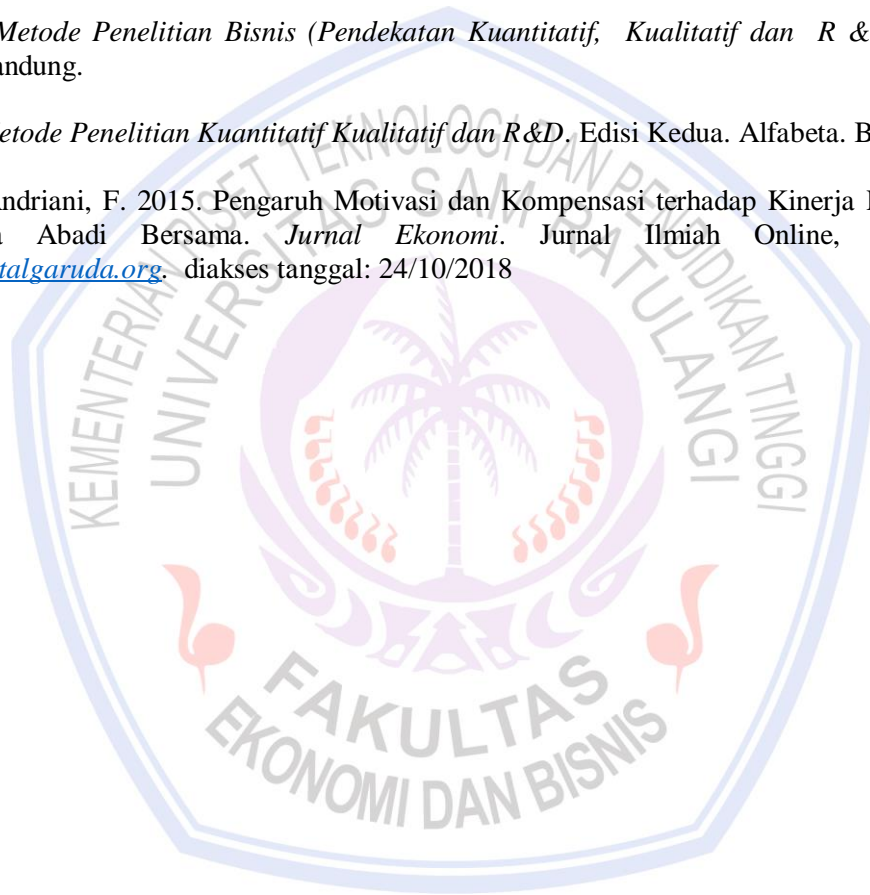 Metode Penelitian Bisnis (Pendekatan Kuantitatif, Kualitatif dan R &
andung.
etode Penelitian Kuantitatif Kualitatif dan R&D. Edisi Kedua. Alfabeta. B
Andriani, F. 2015. Pengaruh Motivasi dan Kompensasi terhadap Kinerja
a Abadi Bersama. Jurnal Ekonomi. Jurnal Ilmiah Online,
talgaruda.org. diakses tanggal: 24/10/2018
KEMENTERIAN RISET TEKNOLOGI DAN PENDIDIKAN TINGGI
UNIVERSITAS SAM RATULANGI
FAKULTAS
EKONOMI DAN BISNIS